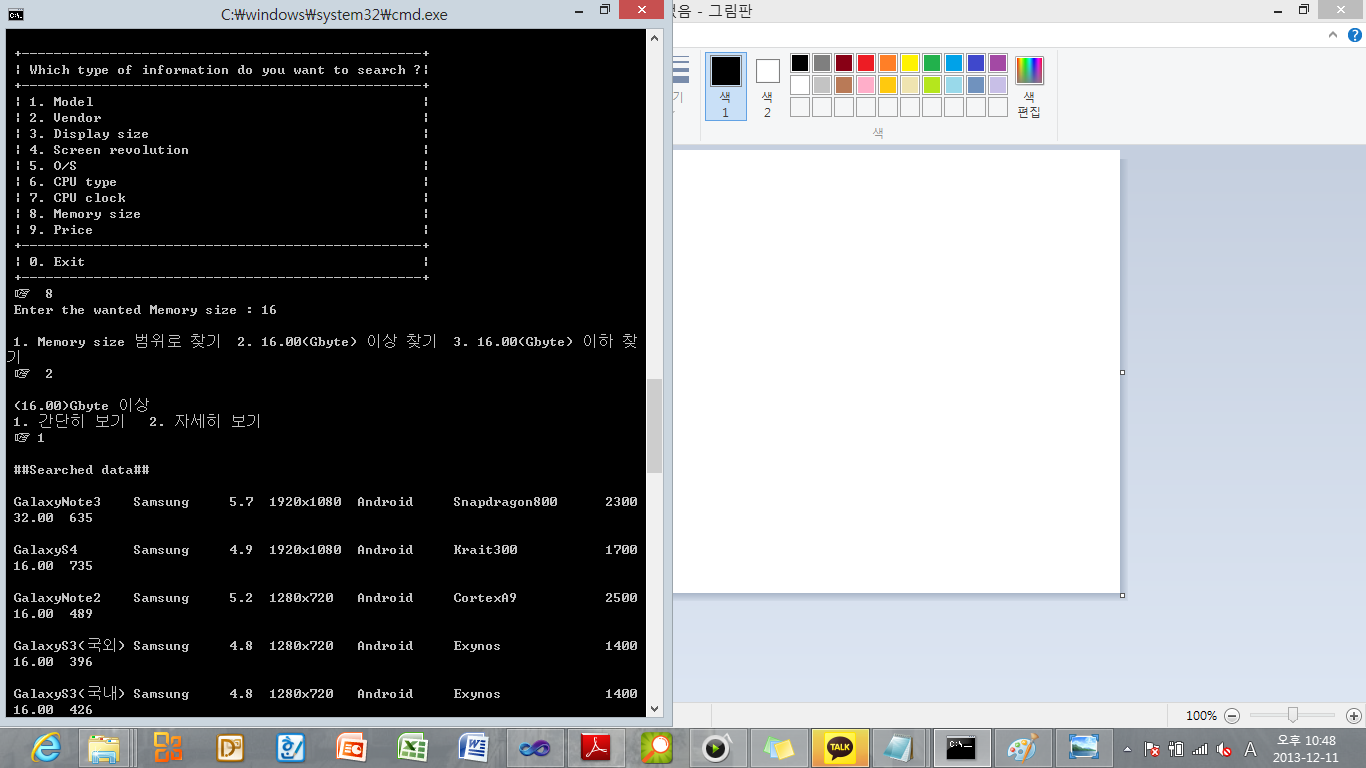 C:₩windows₩system32₩cmd.exe
없음 - 그림판
Which type of information do you want to search ?
1. Model
2. Vendor
3. Display size
4. Screen revolution
5. O/S
6. CPU type
7. CPU clock
8. Memory size
9. Price
0. Exit
☞ 8
Enter the wanted Memory size : 16
1. Memory size 범위로 찾기 2. 16.00(Gbyte) 이상 찾기 3. 16.00(Gbyte) 이하 찾
기
☞ 2
(16.00)Gbyte 이상
1. 간단히 보기 2. 자세히 보기
☞ 1
##Searched data##
GalaxyNote3 Samsung 5.7 1920x1080 Android Snapdragon800 2300
32.00 635
GalaxyS4 Samsung 4.9 1920x1080 Android Krait300 1700
16.00 735
GalaxyNote2 Samsung 5.2 1280x720 Android CortexA9 2500
16.00 489
GalaxyS3(국외) Samsung 4.8 1280x720 Android Exynos 1400
16.00 396
GalaxyS3(국내) Samsung 4.8 1280x720 Android Exynos 1400
16.00 426
기
색
1
색
2
색
편집
색
100%
TALK
A
오후 10:48
2013-12-11